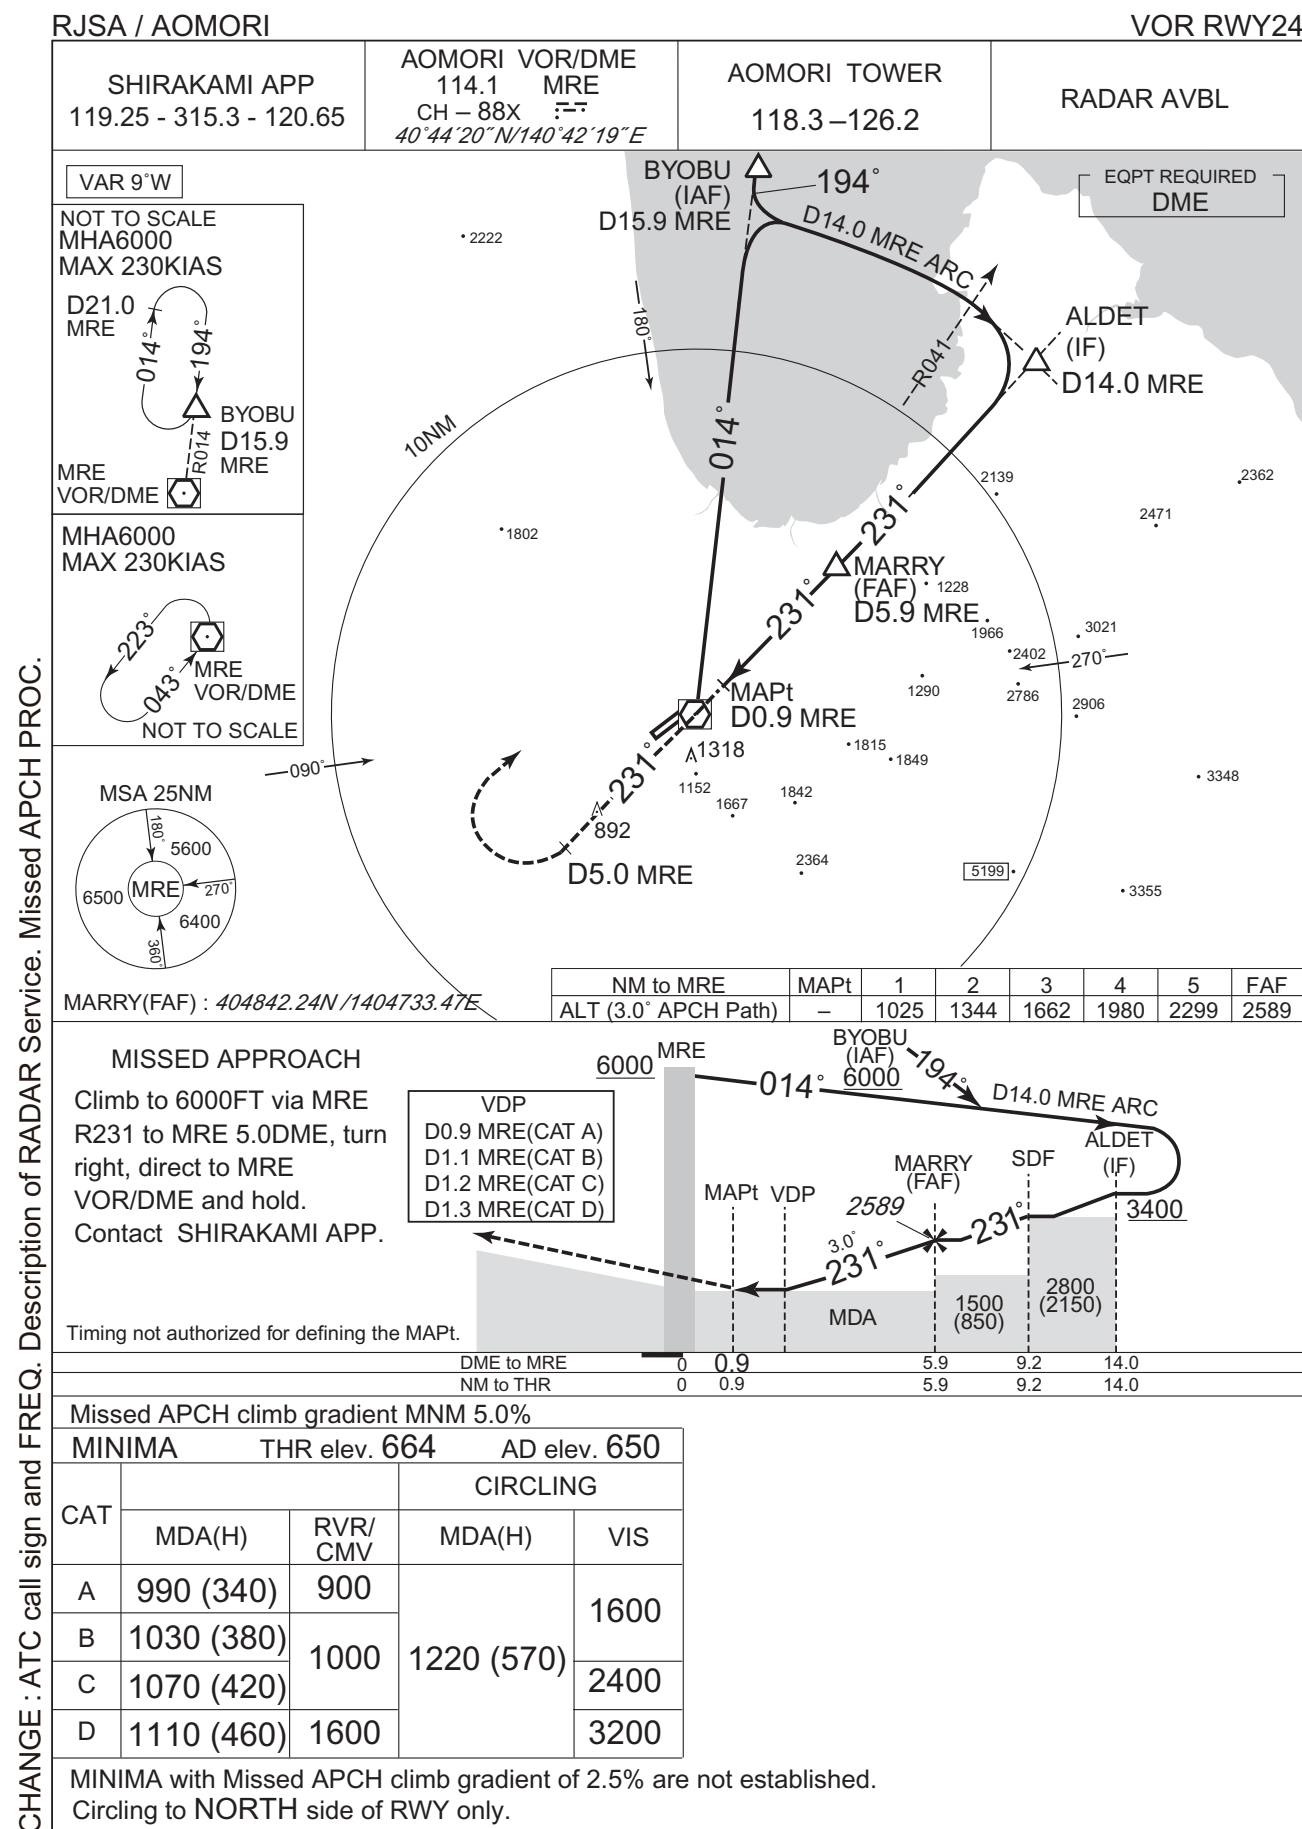 RJSA / AOMORI
VOR RWY24
SHIRAKAMI APP
119.25 - 315.3 - 120.65
AOMORI VOR/DME
114.1 MRE
CH – 88X
40˚44´20˝N/140˚42´19˝E
AOMORI TOWER
118.3 –126.2
RADAR AVBL
VAR 9˚W
EQPT REQUIRED
DME
NOT TO SCALE
MHA6000
MAX 230KIAS
D21.0
MRE
014˚
194˚
BYOBU
D15.9
MRE
R014
MRE
VOR/DME
MHA6000
MAX 230KIAS
223˚
043˚
MRE
VOR/DME
NOT TO SCALE
BYOBU
(IAF)
D15.9 MRE
194˚
D14.0 MRE ARC
2222
180˚
R041
ALDET
(IF)
D14.0 MRE
10NM
014˚
2139
2362
2471
231˚
1802
MARRY
(FAF)
D5.9 MRE
1228
231˚
1966
3021
2402
270˚
1290
2786
2906
MAPt
D0.9 MRE
1318
1815
1849
090˚
231˚
1152
1667
1842
3348
892
D5.0 MRE
2364
5199
3355
MSA 25NM
180˚
5600
6500
MRE
270˚
6400
360˚
MARRY(FAF) : 404842.24N /1404733.47E
NM to MRE MAPt 1 2 3 4 5 FAF
ALT (3.0˚ APCH Path) – 1025 1344 1662 1980 2299 2589
MISSED APPROACH
Climb to 6000FT via MRE
R231 to MRE 5.0DME, turn
right, direct to MRE
VOR/DME and hold.
Contact SHIRAKAMI APP.
VDP
D0.9 MRE(CAT A)
D1.1 MRE(CAT B)
D1.2 MRE(CAT C)
D1.3 MRE(CAT D)
6000
MRE
014˚
BYOBU
(IAF)
6000
194˚
D14.0 MRE ARC
ALDET
(IF)
3400
SDF
MARRY
(FAF)
2589
MAPt
VDP
3.0˚
231˚
231˚
MDA
1500
(850)
2800
(2150)
Timing not authorized for defining the MAPt.
DME to MRE 0 0.9 5.9 9.2 14.0
NM to THR 0 0.9 5.9 9.2 14.0
Missed APCH climb gradient MNM 5.0%
MINIMA THR elev. 664 AD elev. 650
CIRCLING
CAT MDA(H) RVR/ MDA(H) VIS
CMV
A 990 (340) 900
1600
B 1030 (380)
1000 1220 (570)
C 1070 (420) 2400
D 1110 (460) 1600 3200
MINIMA with Missed APCH climb gradient of 2.5% are not established.
Circling to NORTH side of RWY only.
CHANGE : ATC call sign and FREQ. Description of RADAR Service. Missed APCH PROC.